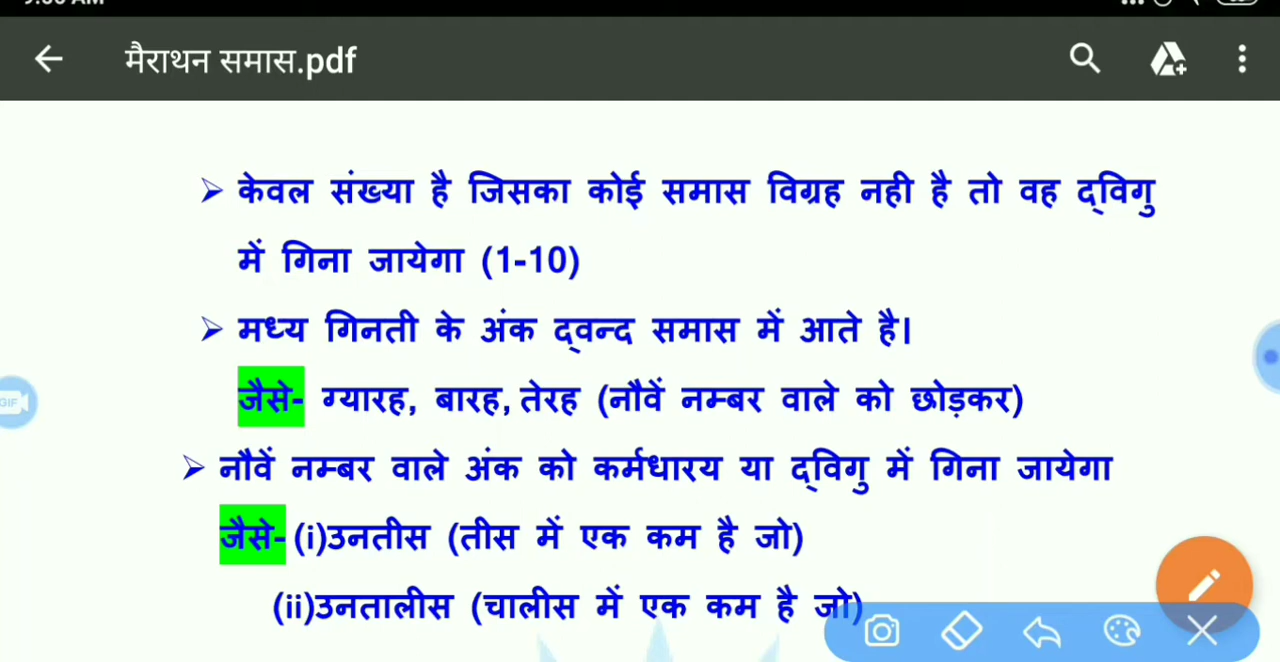 मैराथन समास.pdf
➢ केवल संख्या है जिसका कोई समास विग्रह नही है तो वह द्विगु
में गिना जायेगा (1-10)
➢ मध्य गिनती के अंक द्वन्द समास में आते है।
जैसे- ग्यारह, बारह, तेरह (नौवें नम्बर वाले को छोड़कर)
➢ नौवें नम्बर वाले अंक को कर्मधारय या द्विगु में गिना जायेगा
जैसे- (i)उनतीस (तीस में एक कम है जो)
(ii)उनतालीस (चालीस में एक कम है जो)
GIF